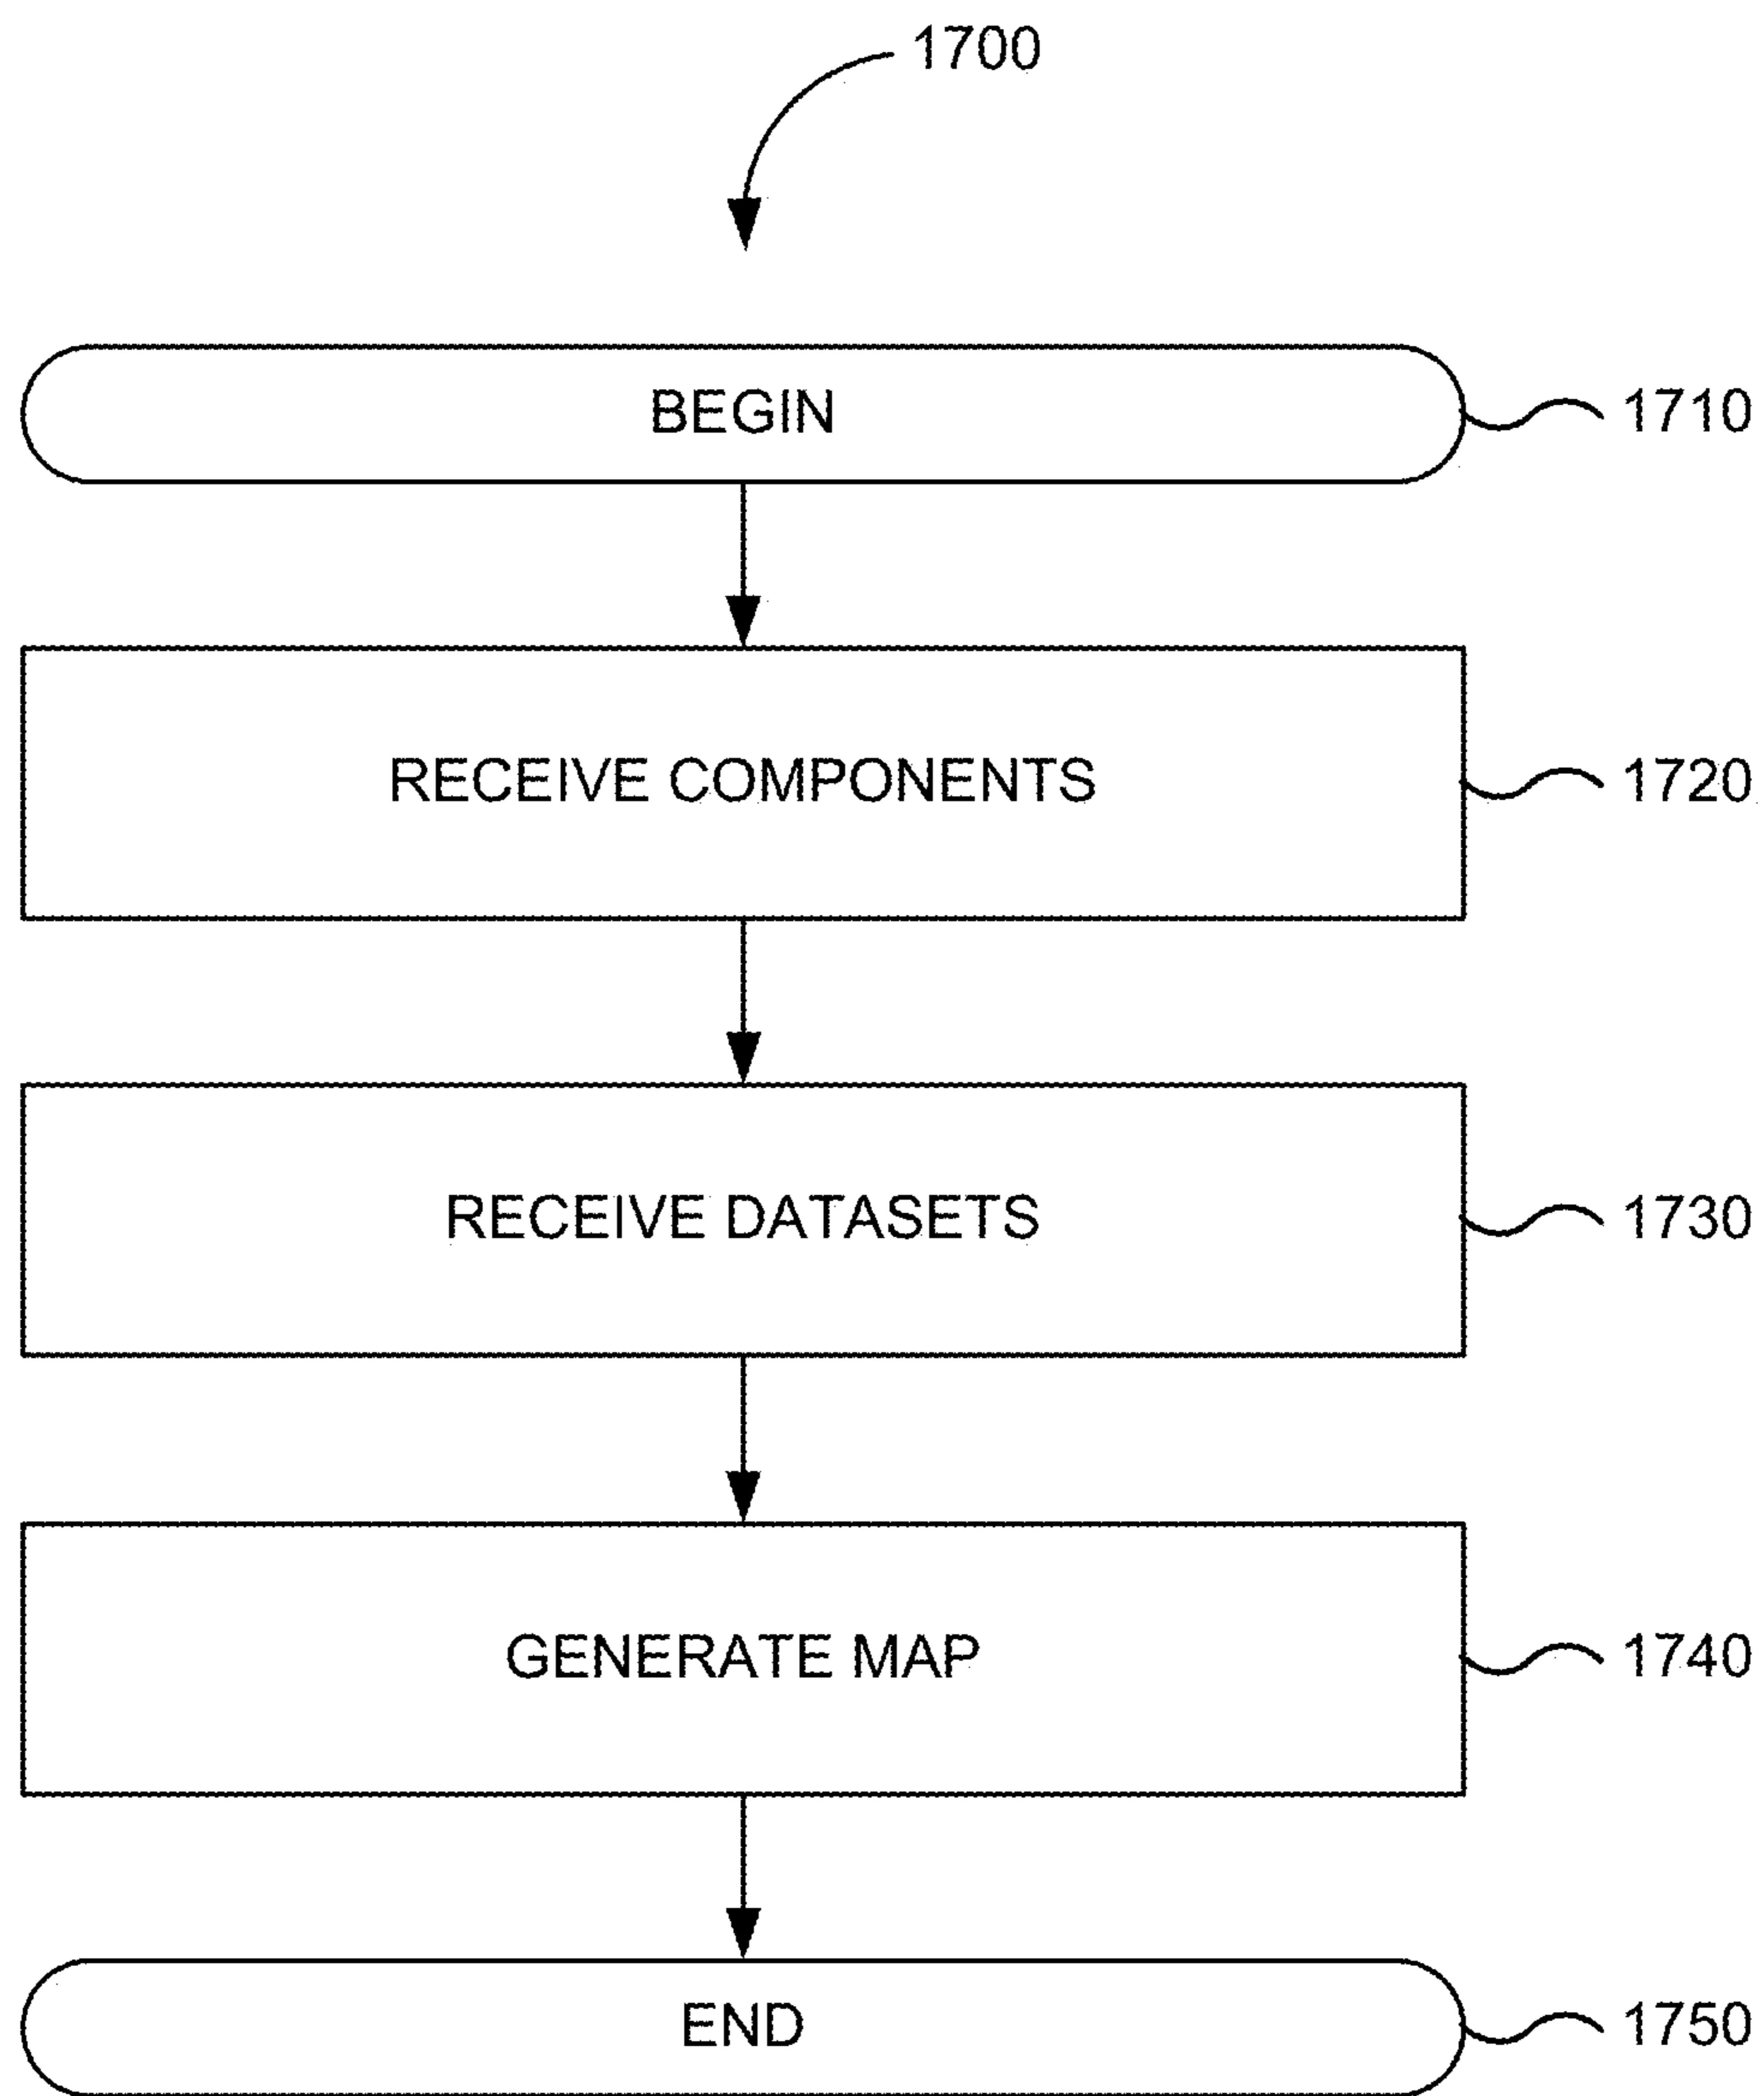 1700
BEGIN
1710
RECEIVE COMPONENTS
1720
RECEIVE DATASETS
1730
GENERATE MAP
1740
END
1750